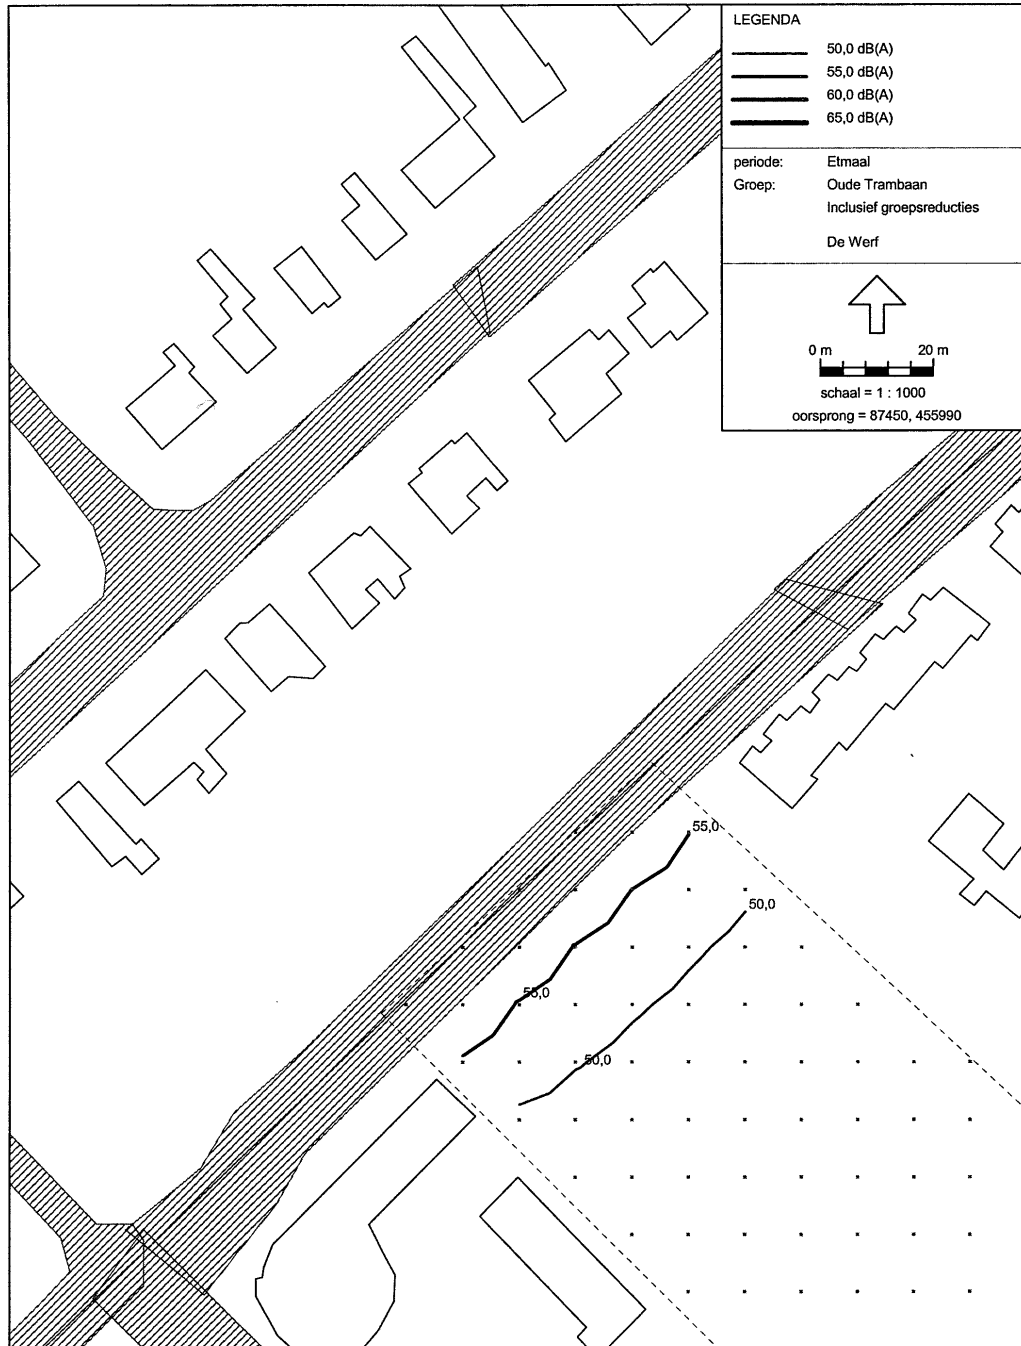 LEGENDA
50,0 dB(A)
55,0 dB(A)
60,0 dB(A)
65,0 dB(A)
periode: Etmaal
Groep: Oude Trambaan
Inclusief groepsreducties
De Werf
0 m 20 m
schaal = 1 : 1000
oorsprong = 87450, 455990
55,0
50,0
55,0
50,0